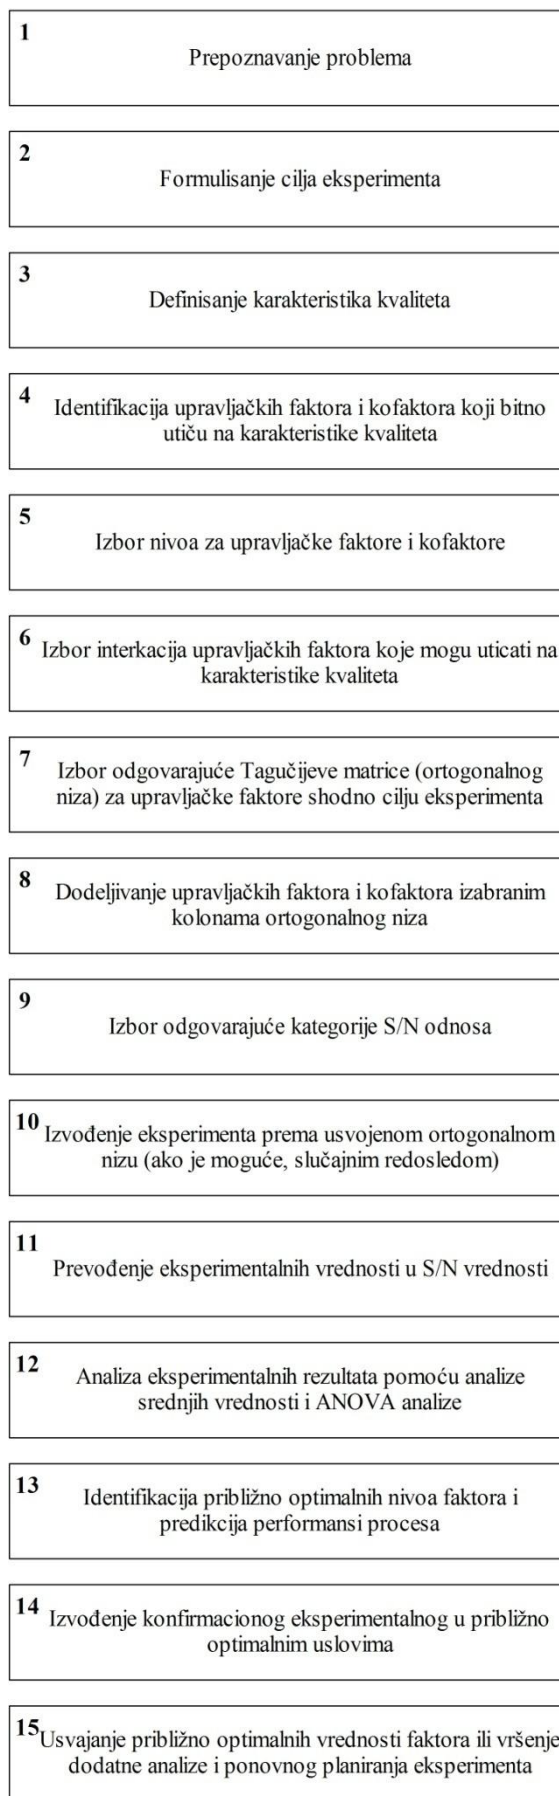 1
Prepoznavanje problema
2
Formulisanje cilja eksperimenta
3
Definisanje karakteristika kvaliteta
4
Identifikacija upravljačkih faktora i kofaktora koji bitno
utiču na karakteristike kvaliteta
5
Izbor nivoa za upravljačke faktore i kofaktore
6
Izbor interkacija upravljačkih faktora koje mogu uticati na
karakteristike kvaliteta
7
Izbor odgovarajuće Tagučijeve matrice (ortogonalnog
niza) za upravljačke faktore shodno cilju eksperimenta
8
Dodeljivanje upravljačkih faktora i kofaktora izabranim
kolonama ortogonalnog niza
9
Izbor odgovarajuće kategorije S/N odnosa
10
Izvođenje eksperimenta prema usvojenom ortogonalnom
nizu (ako je moguće, slučajnim redosledom)
11
Prevođenje eksperimentalnih vrednosti u S/N vrednosti
12
Analiza eksperimentalnih rezultata pomoću analize
srednjih vrednosti i ANOVA analize
13
Identifikacija približno optimalnih nivoa faktora i
predikcija performansi procesa
14
Izvođenje konfirmacionog eksperimentalnog u približno
optimalnim uslovima
15
Usvajanje približno optimalnih vrednosti faktora ili vršenje
dodatne analize i ponovnog planiranja eksperimenta